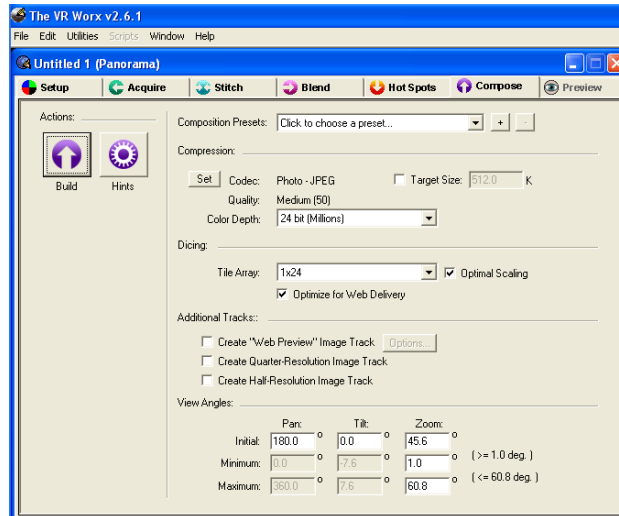 The VR Worx v2.6.1
File Edit Utilities Scripts Window Help
Untitled 1 (Panorama)
Setup Acquire Stitch Blend Hot Spots Compose Preview
Actions:
Build Hints
Composition Presets: Click to choose a preset... + -
Compression:
Set Codec: Photo - JPEG Target Size: 512.0 K
Quality: Medium (50)
Color Depth: 24 bit (Millions)
Dicing:
Tile Array: 1x24 Optimal Scaling
Optimize for Web Delivery
Additional Tracks::
Create "Web Preview" Image Track Options...
Create Quarter-Resolution Image Track
Create Half-Resolution Image Track
View Angles:
Pan: Tilt: Zoom:
Initial: 180.0 o 0.0 o 45.6 o
Minimum: 0.0 o -7.6 o 1.0 o ( >= 1.0 deg. )
Maximum: 360.0 o 7.6 o 60.8 o ( <= 60.8 deg. )